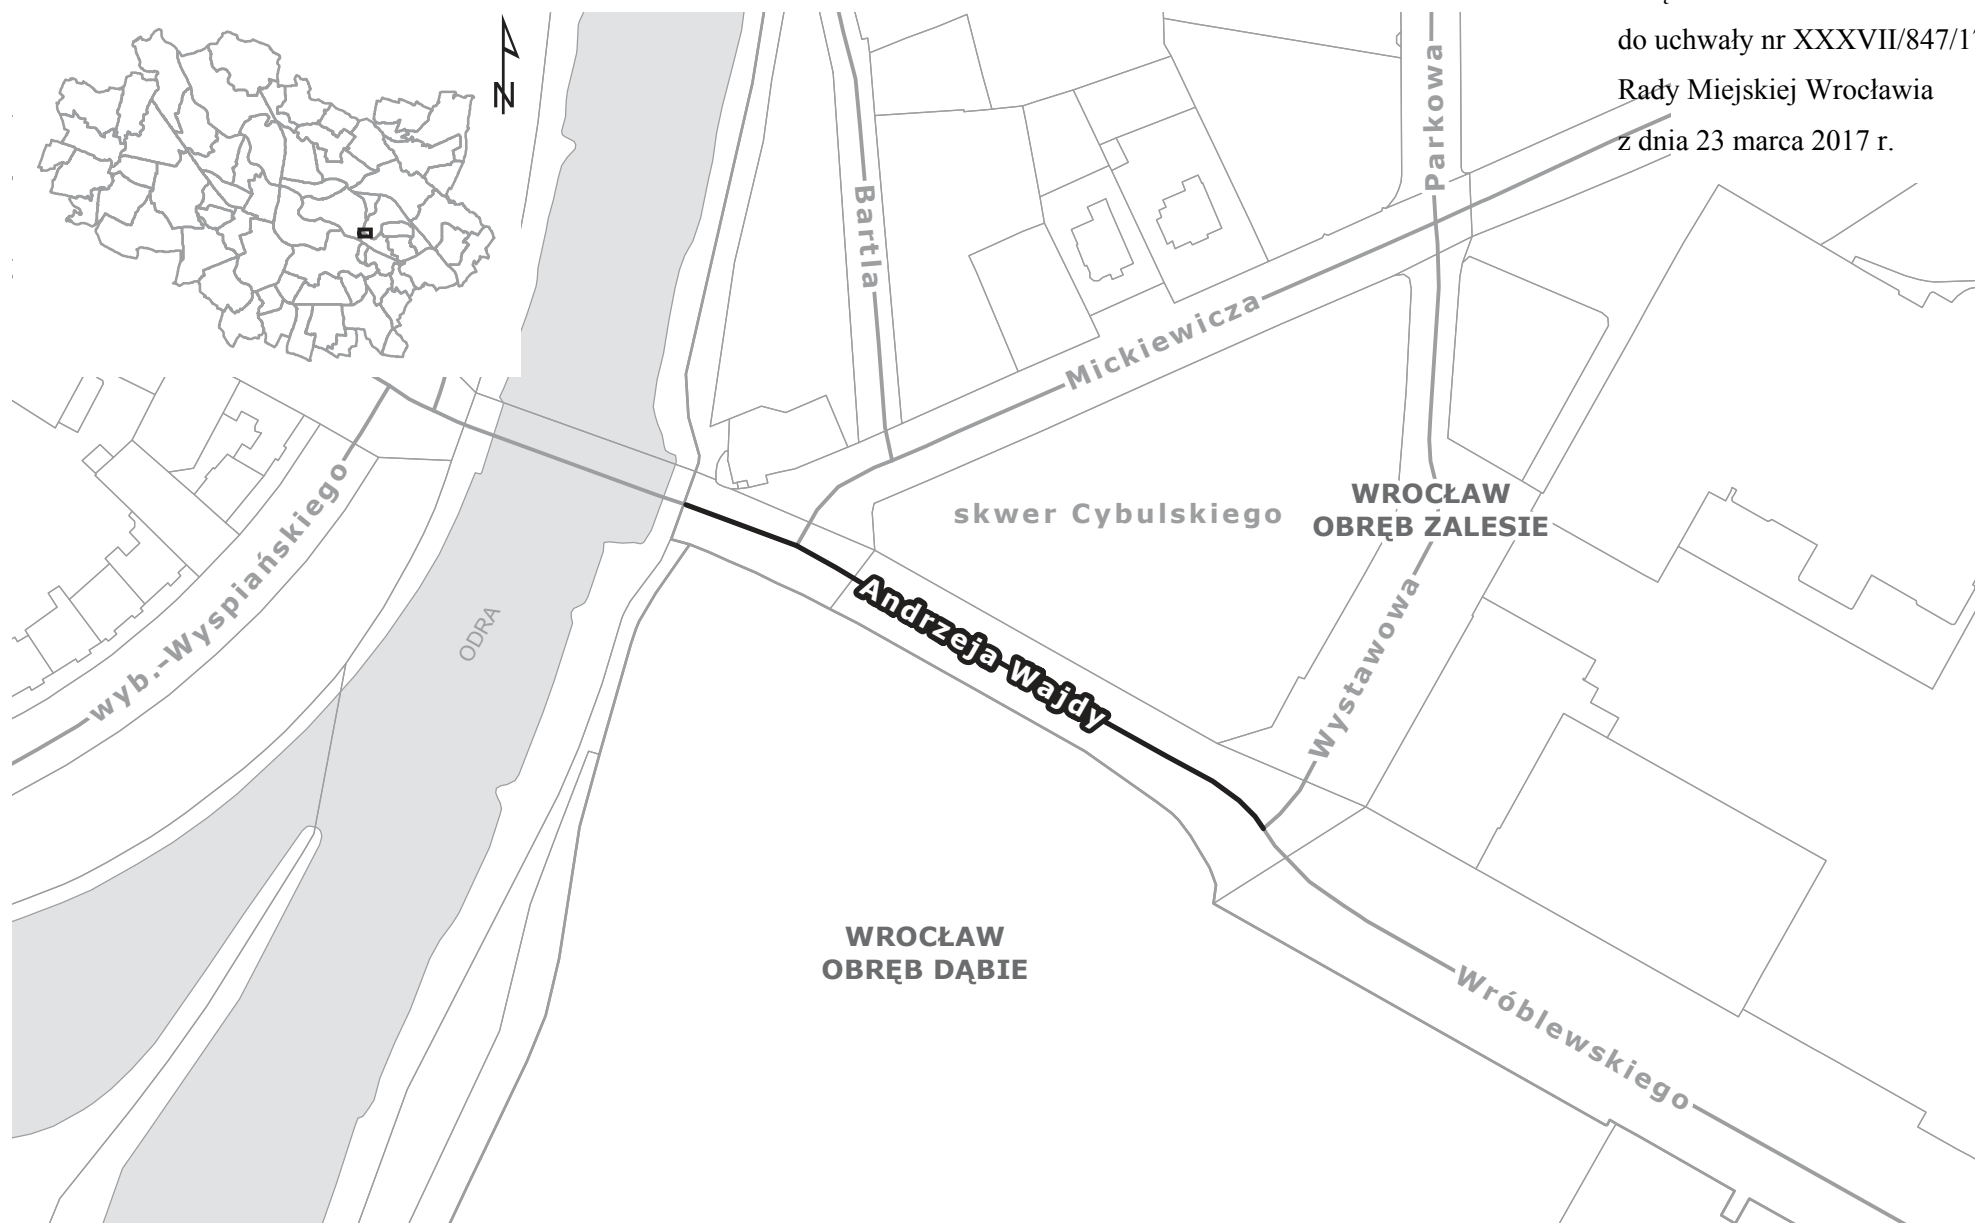 do uchwały nr XXXVII/847/17
Rady Miejskiej Wrocławia
z dnia 23 marca 2017 r.
N
Parkowa
Bartla
Mickiewicza
skwer Cybulskiego
WROCŁAW
OBRĘB ZALESIE
wyb. Wyspiańskiego
ODRA
Andrzeja Wajdy
Wystawowa
WROCŁAW
OBRĘB DĄBIE
Wróblewskiego